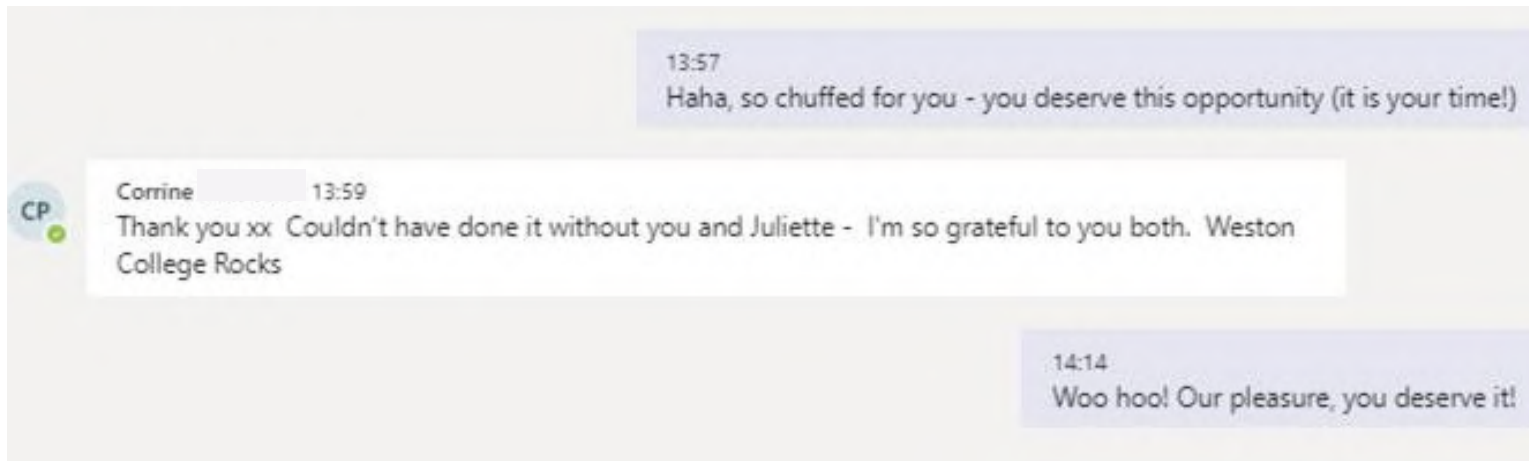 13:57
Haha, so chuffed for you - you deserve this opportunity (it is your time!)
CP
Corrine 13:59
Thank you xx  Couldn't have done it without you and Juliette -  I'm so grateful to you both.  Weston
College Rocks
14:14
Woo hoo! Our pleasure, you deserve it!